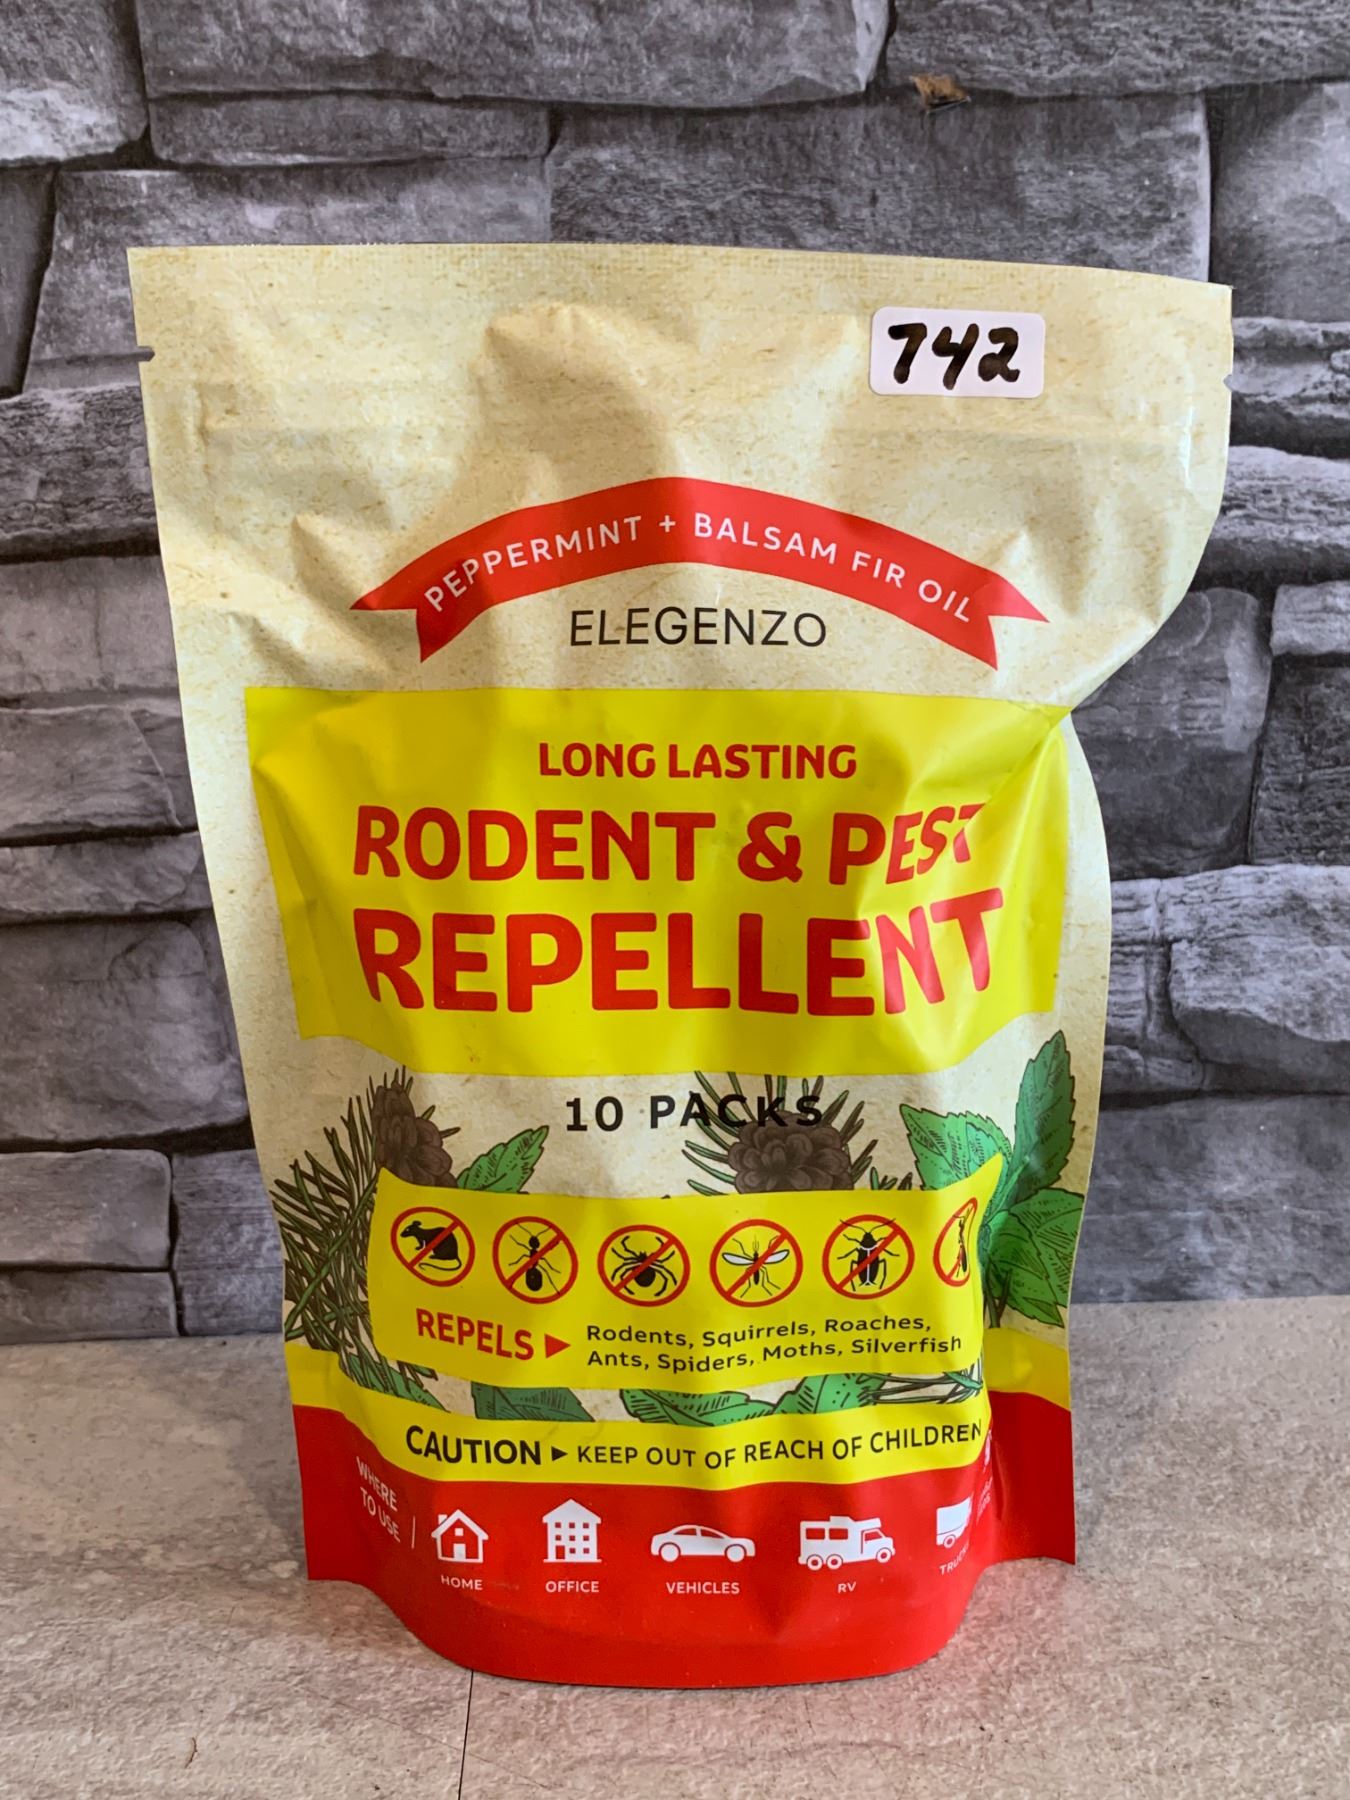 742
PEPPERMINT + BALSAM FIR OIL
ELEGENZO
LONG LASTING
RODENT & PEST
REPELLENT
10 PACKS
REPELS ▶ Rodents, Squirrels, Roaches,
Ants, Spiders, Moths, Silverfish
CAUTION ▶ KEEP OUT OF REACH OF CHILDREN
WHERE
TO USE
HOME
OFFICE
VEHICLES
RV